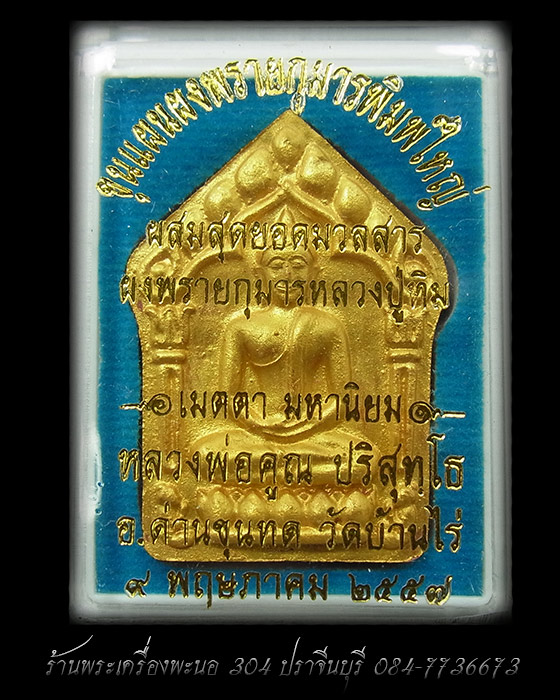 ขุนแผนผงพรายกุมารพิมพ์ใหญ่
ผสมสุดยอดมวลสาร
ผงพรายกุมารหลวงปู่ทิม
เมตตา มหานิยม
หลวงพ่อคูณ ปริสุทฺโธ
อ.ด่านขุนทด วัดบ้านไร่
๙ พฤษภาคม ๒๕๕๗
ร้านพระเครื่องพะนอ 304 ปราจีนบุรี 084-7736673